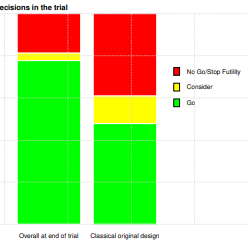 ecisions in the trial
No Go/Stop Futility
Consider
Go
Overall at end of trial
Classical original design